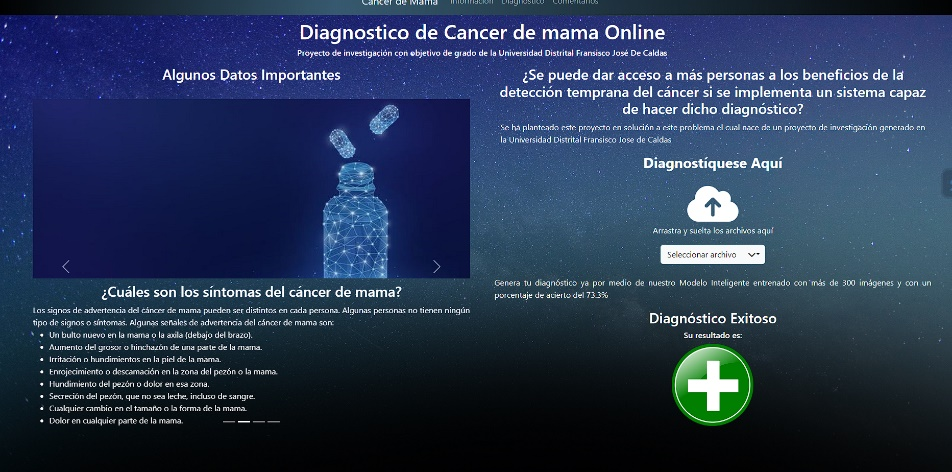 Cancer de Mama Información Diagnostico Comentarios
Diagnostico de Cancer de mama Online
Proyecto de investigación con objetivo de grado de la Universidad Distrital Fransisco José De Caldas
Algunos Datos Importantes
¿Cuáles son los síntomas del cáncer de mama?
Los signos de advertencia del cáncer de mama pueden ser distintos en cada persona. Algunas personas no tienen ningún
tipo de signos o síntomas. Algunas señales de advertencia del cáncer de mama son:
Un bulto nuevo en la mama o la axila (debajo del brazo).
Aumento del grosor o hinchazón de una parte de la mama.
Irritación o hundimientos en la piel de la mama.
Enrojecimiento o descamación en la zona del pezón o la mama.
Hundimiento del pezón o dolor en esa zona.
Secreción del pezón, que no sea leche, incluso de sangre.
Cualquier cambio en el tamaño o la forma de la mama.
Dolor en cualquier parte de la mama.
¿Se puede dar acceso a más personas a los beneficios de la
detección temprana del cáncer si se implementa un sistema capaz
de hacer dicho diagnóstico?
Se há planteado este proyecto en solución a este problema el cual nace de un proyecto de investigación generado en
la Universidad Distrital Fransisco Jose de Caldas
Diagnostíquese Aquí
Arrastra y suelta los archivos aquí
Seleccionar archivo
Genera tu diagnóstico ya por medio de nuestro Modelo Inteligente entrenado con más de 300 imágenes y con un
porcentaje de acierto del 73.3%
Diagnóstico Exitoso
Su resultado es: